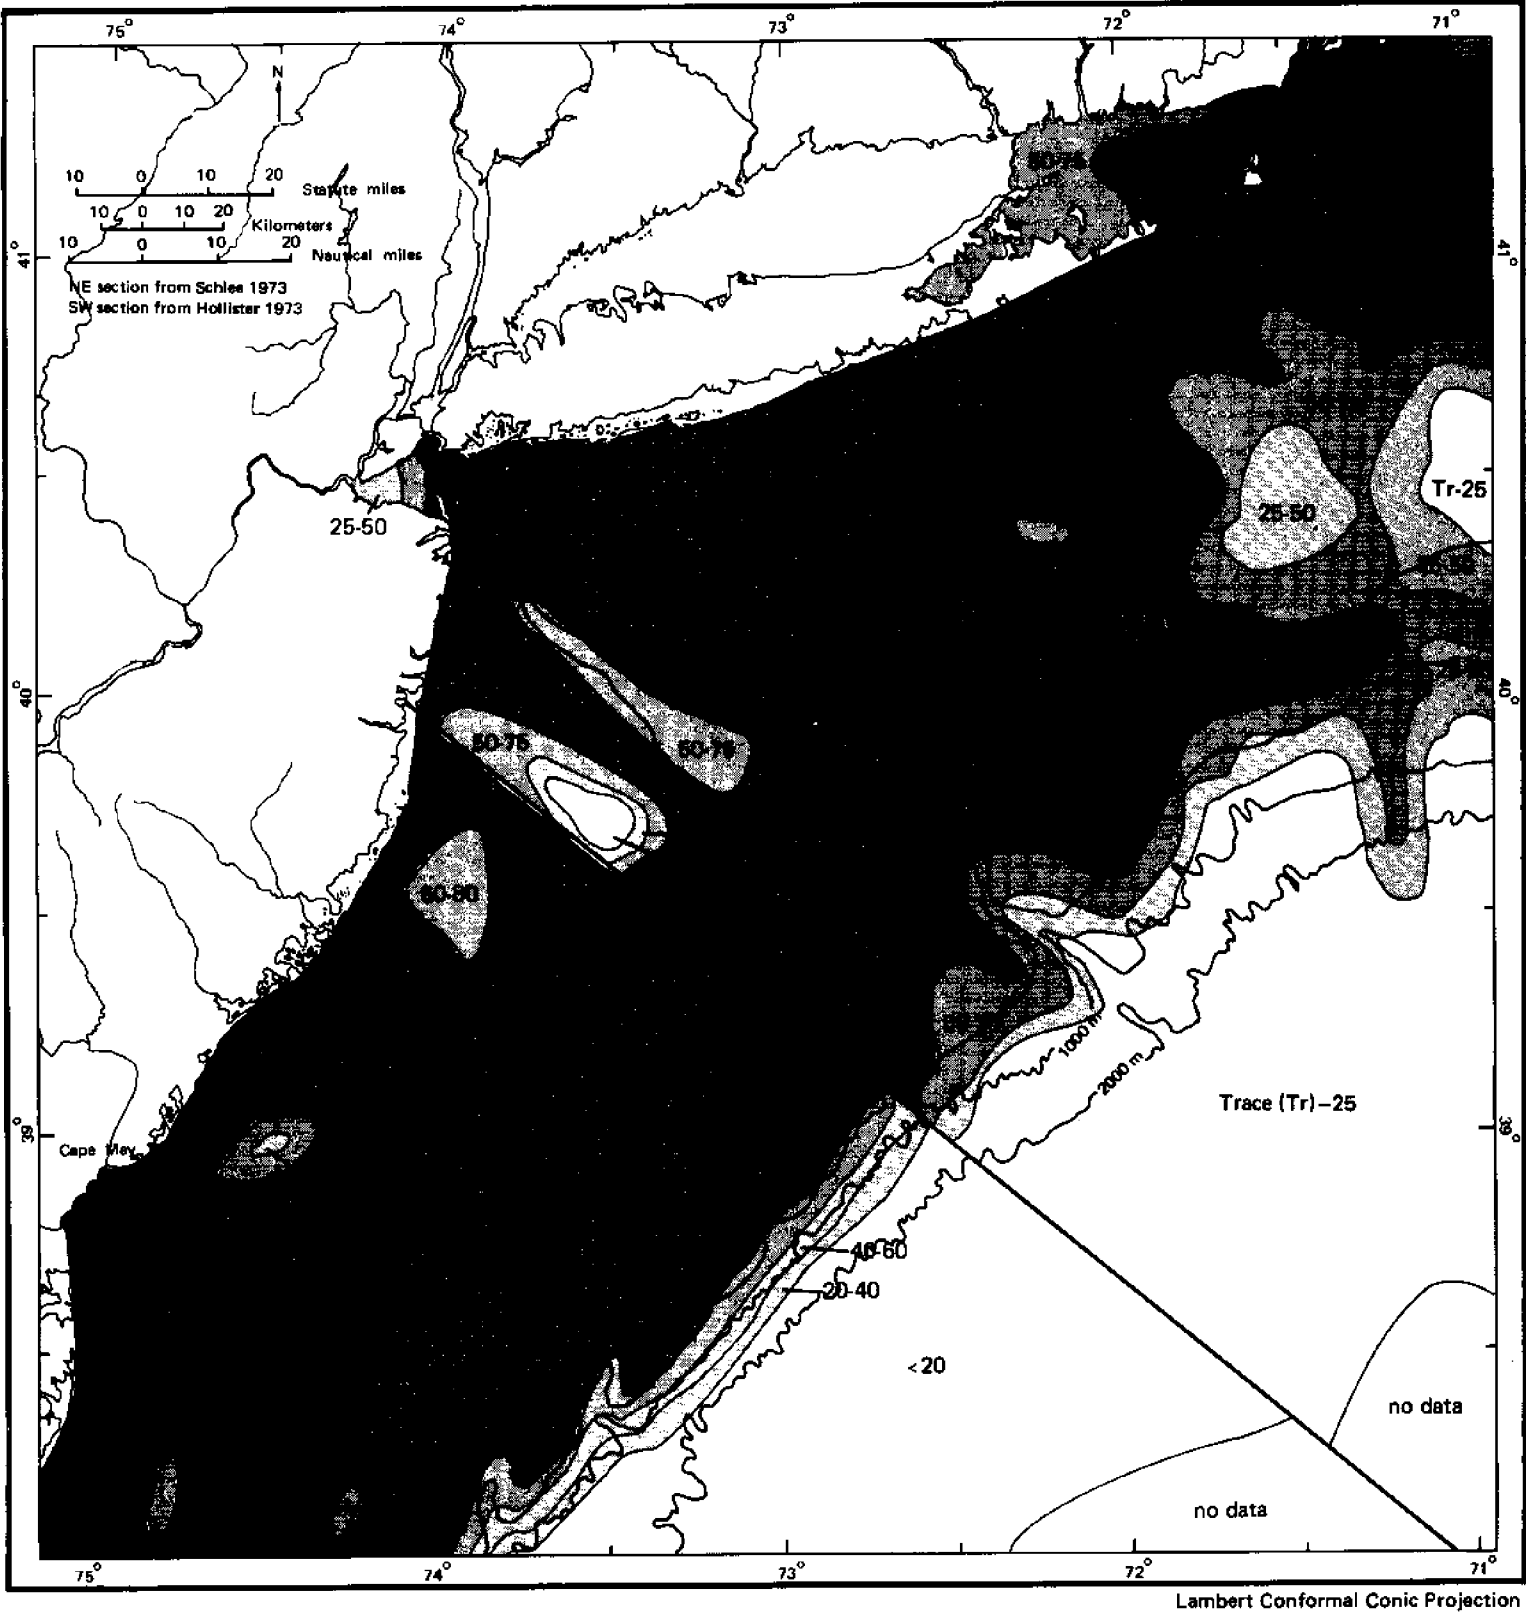 75° 74° 73° 72° 71°
N
10 0 10 20
Statute miles
10 0 10 20
Kilometers
10 0 10 20
Nautical miles
41° 41°
NE section from Schlee 1973
SW section from Hollister 1973
50-75
Tr-25
25-50
25-50
40° 40°
50-75
50-75
60-80
1000 m
2000 m
Trace (Tr)–25
39° 39°
Cape May
40-60
20-40
<20
no data
no data
75° 74° 73° 72° 71°
Lambert Conformal Conic Projection